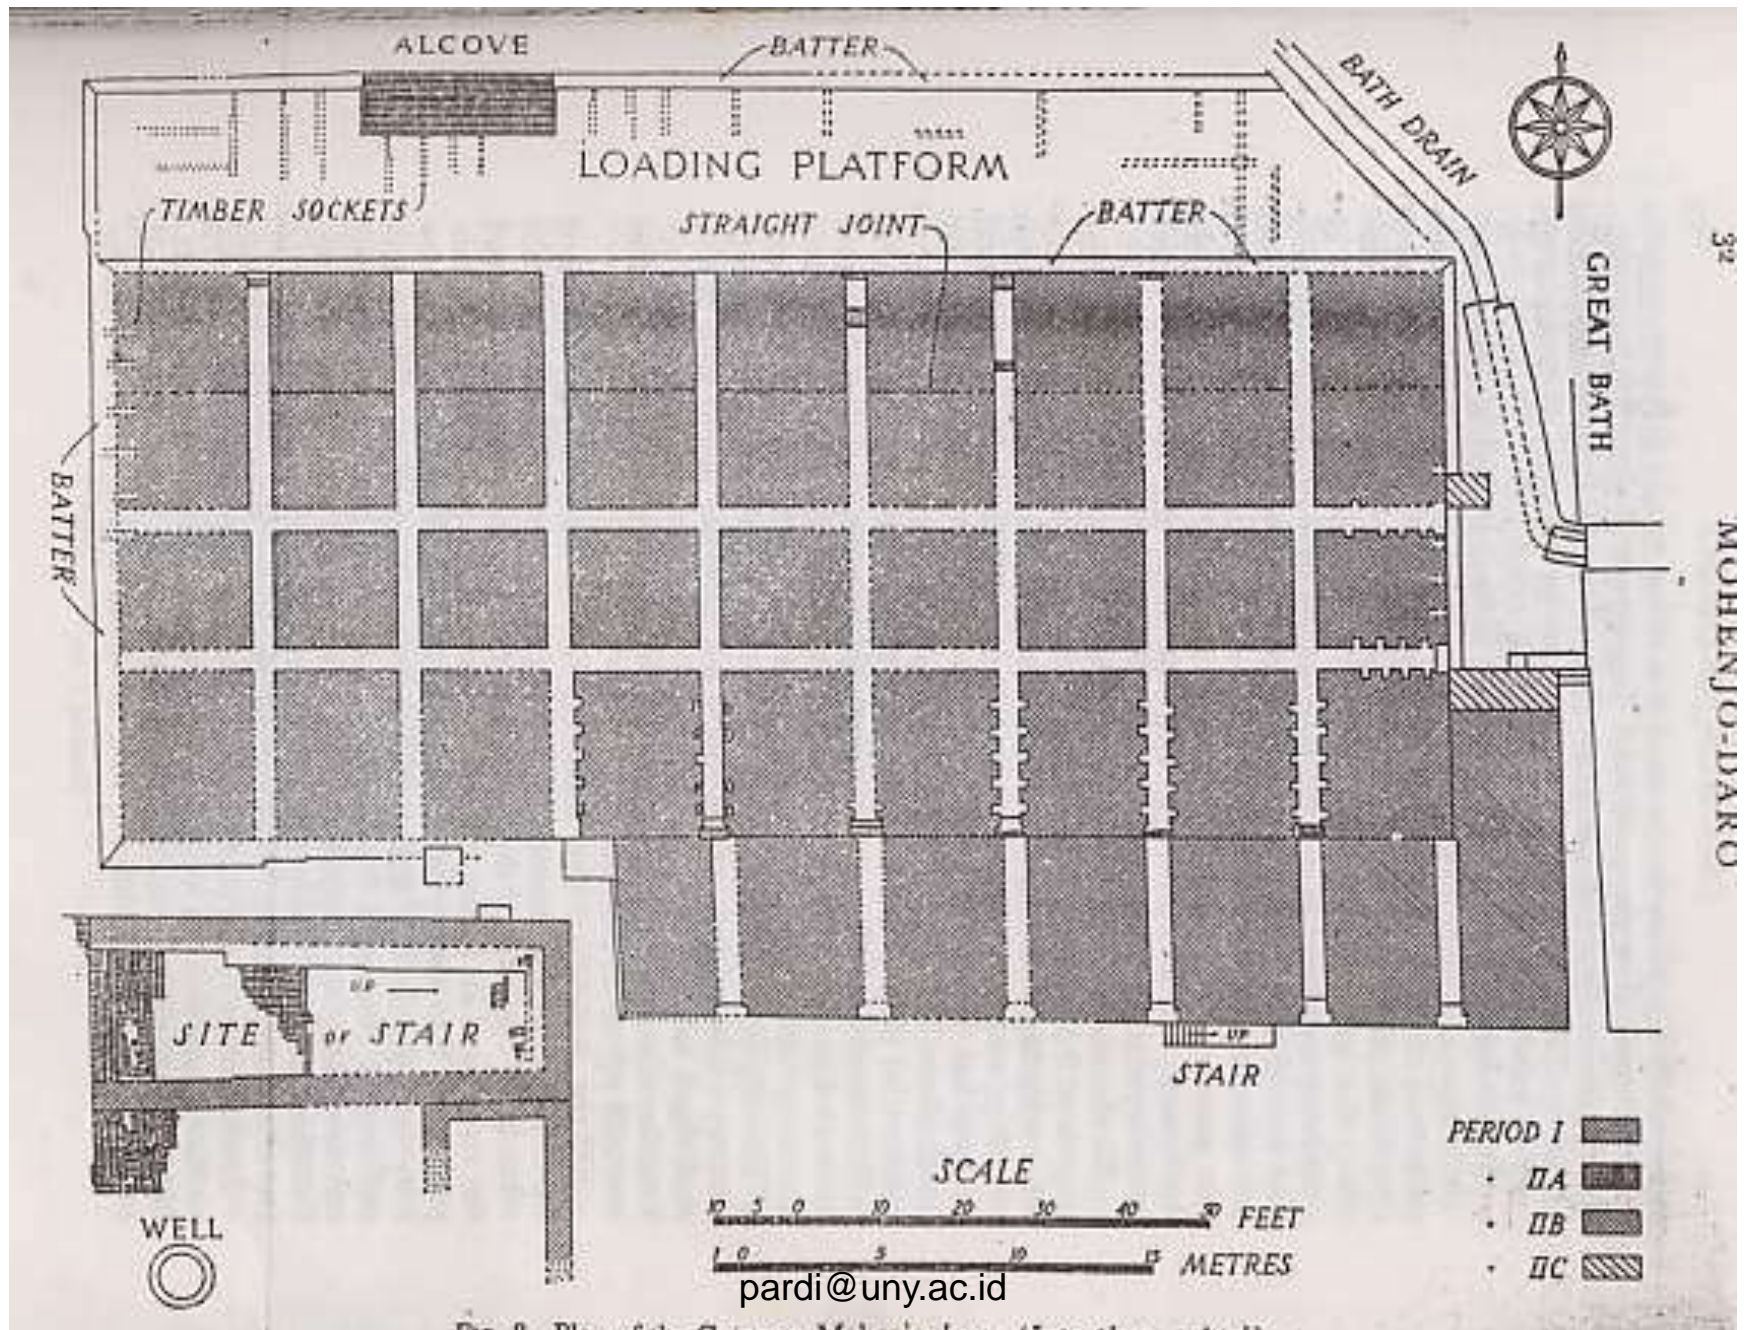 ALCOVE
BATTER
BATH DRAIN
LOADING PLATFORM
TIMBER SOCKETS
STRAIGHT JOINT
BATTER
GREAT BATH
32
MOHENJO-DARO
BATTER
UP
SITE OF STAIR
UP
STAIR
WELL
SCALE
10 5 0 10 20 30 40 50 FEET
1 0 5 10 15 METRES
PERIOD I
" IIA
" IIB
" IIC
pardi@uny.ac.id